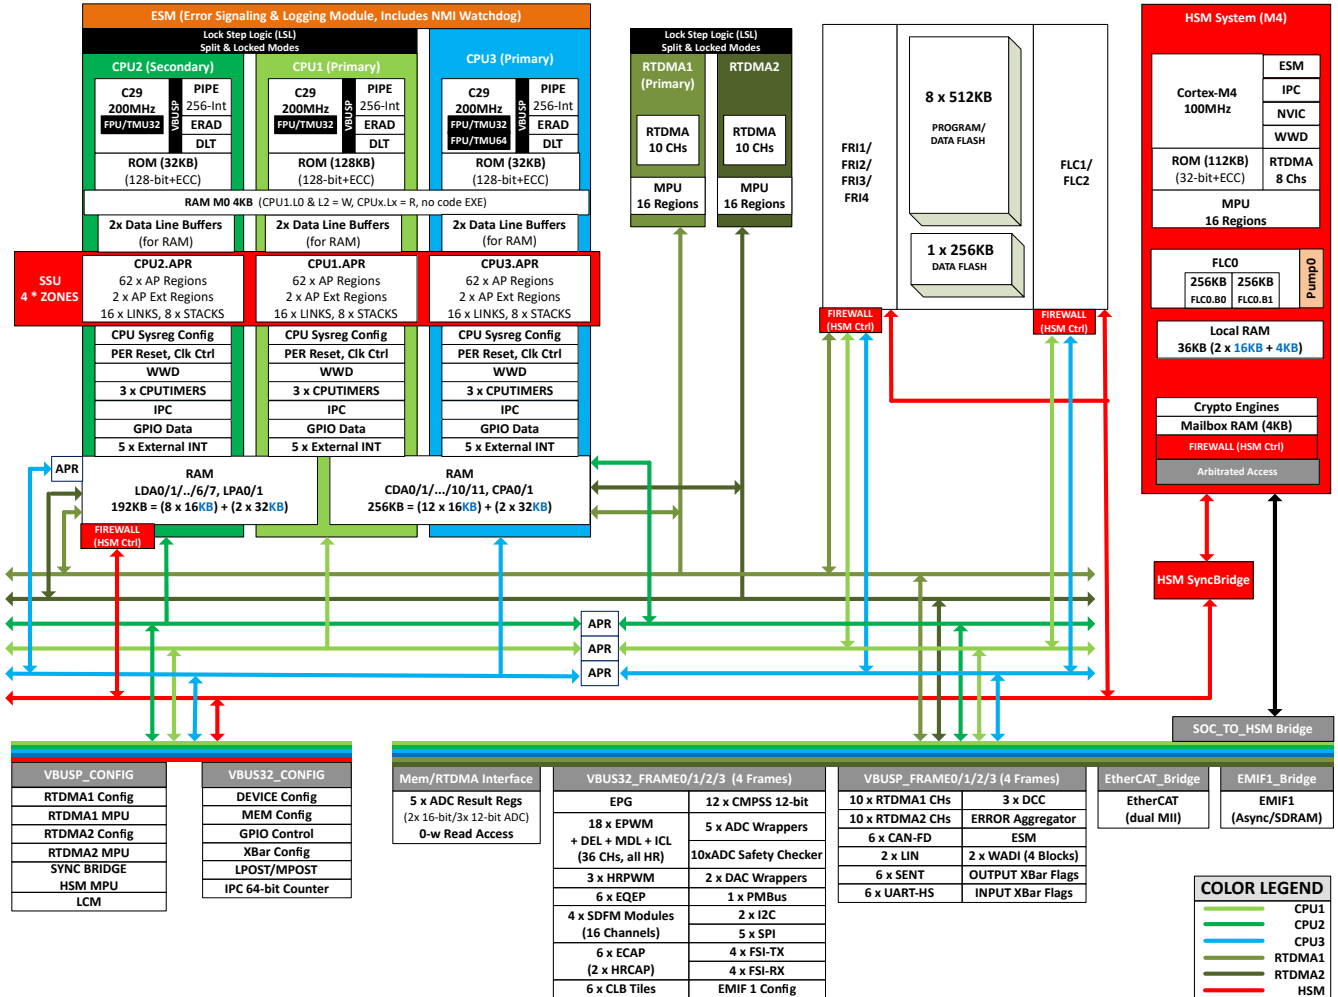 ESM (Error Signaling & Logging Module, Includes NMI Watchdog)
Lock Step Logic (LSL)
Split & Locked Modes
CPU2 (Secondary)
C29
200MHz
FPU/TMU32
VBUSP
PIPE
256-Int
ERAD
DLT
ROM (32KB)
(128-bit+ECC)
CPU1 (Primary)
C29
200MHz
FPU/TMU32
VBUSP
PIPE
256-Int
ERAD
DLT
ROM (128KB)
(128-bit+ECC)
CPU3 (Primary)
C29
200MHz
FPU/TMU32
FPU/TMU64
VBUSP
PIPE
256-Int
ERAD
DLT
ROM (32KB)
(128-bit+ECC)
RAM M0 4KB (CPU1.L0 & L2 = W, CPUx.Lx = R, no code EXE)
2x Data Line Buffers
(for RAM)
2x Data Line Buffers
(for RAM)
2x Data Line Buffers
(for RAM)
SSU
4 * ZONES
CPU2.APR
62 x AP Regions
2 x AP Ext Regions
16 x LINKS, 8 x STACKS
CPU1.APR
62 x AP Regions
2 x AP Ext Regions
16 x LINKS, 8 x STACKS
CPU3.APR
62 x AP Regions
2 x AP Ext Regions
16 x LINKS, 8 x STACKS
CPU Sysreg Config
PER Reset, Clk Ctrl
WWD
3 x CPUTIMERS
IPC
GPIO Data
5 x External INT
CPU Sysreg Config
PER Reset, Clk Ctrl
WWD
3 x CPUTIMERS
IPC
GPIO Data
5 x External INT
CPU Sysreg Config
PER Reset, Clk Ctrl
WWD
3 x CPUTIMERS
IPC
GPIO Data
5 x External INT
APR
RAM
LDA0/1/../6/7, LPA0/1
192KB = (8 x 16KB) + (2 x 32KB)
RAM
CDA0/1/.../10/11, CPA0/1
256KB = (12 x 16KB) + (2 x 32KB)
FIREWALL
(HSM Ctrl)
Lock Step Logic (LSL)
Split & Locked Modes
RTDMA1
(Primary)
RTDMA
10 CHs
MPU
16 Regions
RTDMA2
RTDMA
10 CHs
MPU
16 Regions
FRI1/
FRI2/
FRI3/
FRI4
8 x 512KB
PROGRAM/
DATA FLASH
1 x 256KB
DATA FLASH
FLC1/
FLC2
FIREWALL
(HSM Ctrl)
FIREWALL
(HSM Ctrl)
HSM System (M4)
Cortex-M4
100MHz
ESM
IPC
NVIC
WWD
ROM (112KB)
(32-bit+ECC)
RTDMA
8 Chs
MPU
16 Regions
FLC0
256KB
FLC0.B0
256KB
FLC0.B1
Pump0
Local RAM
36KB (2 x 16KB + 4KB)
Crypto Engines
Mailbox RAM (4KB)
FIREWALL (HSM Ctrl)
Arbitrated Access
HSM SyncBridge
APR
APR
APR
SOC_TO_HSM Bridge
VBUSP_CONFIG
RTDMA1 Config
RTDMA1 MPU
RTDMA2 Config
RTDMA2 MPU
SYNC BRIDGE
HSM MPU
LCM
VBUS32_CONFIG
DEVICE Config
MEM Config
GPIO Control
XBar Config
LPOST/MPOST
IPC 64-bit Counter
Mem/RTDMA Interface
5 x ADC Result Regs
(2x 16-bit/3x 12-bit ADC)
0-w Read Access
VBUS32_FRAME0/1/2/3 (4 Frames)
EPG
18 x EPWM
+ DEL + MDL + ICL
(36 CHs, all HR)
3 x HRPWM
6 x EQEP
4 x SDFM Modules
(16 Channels)
6 x ECAP
(2 x HRCAP)
6 x CLB Tiles
12 x CMPSS 12-bit
5 x ADC Wrappers
10xADC Safety Checker
2 x DAC Wrappers
1 x PMBus
2 x I2C
5 x SPI
4 x FSI-TX
4 x FSI-RX
EMIF 1 Config
VBUSP_FRAME0/1/2/3 (4 Frames)
10 x RTDMA1 CHs
10 x RTDMA2 CHs
6 x CAN-FD
2 x LIN
6 x SENT
6 x UART-HS
3 x DCC
ERROR Aggregator
ESM
2 x WADI (4 Blocks)
OUTPUT XBar Flags
INPUT XBar Flags
EtherCAT_Bridge
EtherCAT
(dual MII)
EMIF1_Bridge
EMIF1
(Async/SDRAM)
COLOR LEGEND
CPU1
CPU2
CPU3
RTDMA1
RTDMA2
HSM